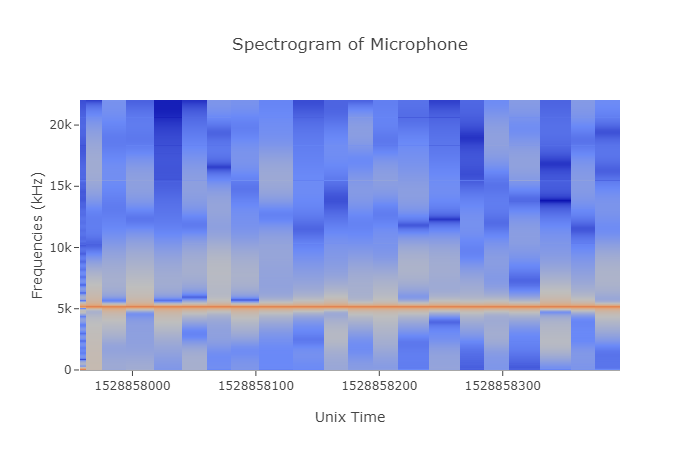 Spectrogram of Microphone
Frequencies (kHz)
20k
15k
10k
5k
0
1528858000
1528858100
1528858200
1528858300
Unix Time